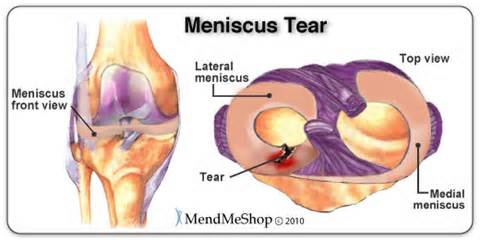 Meniscus Tear
Meniscus
front view
Lateral
meniscus
Top view
Tear
Medial
meniscus
MendMeShop © 2010